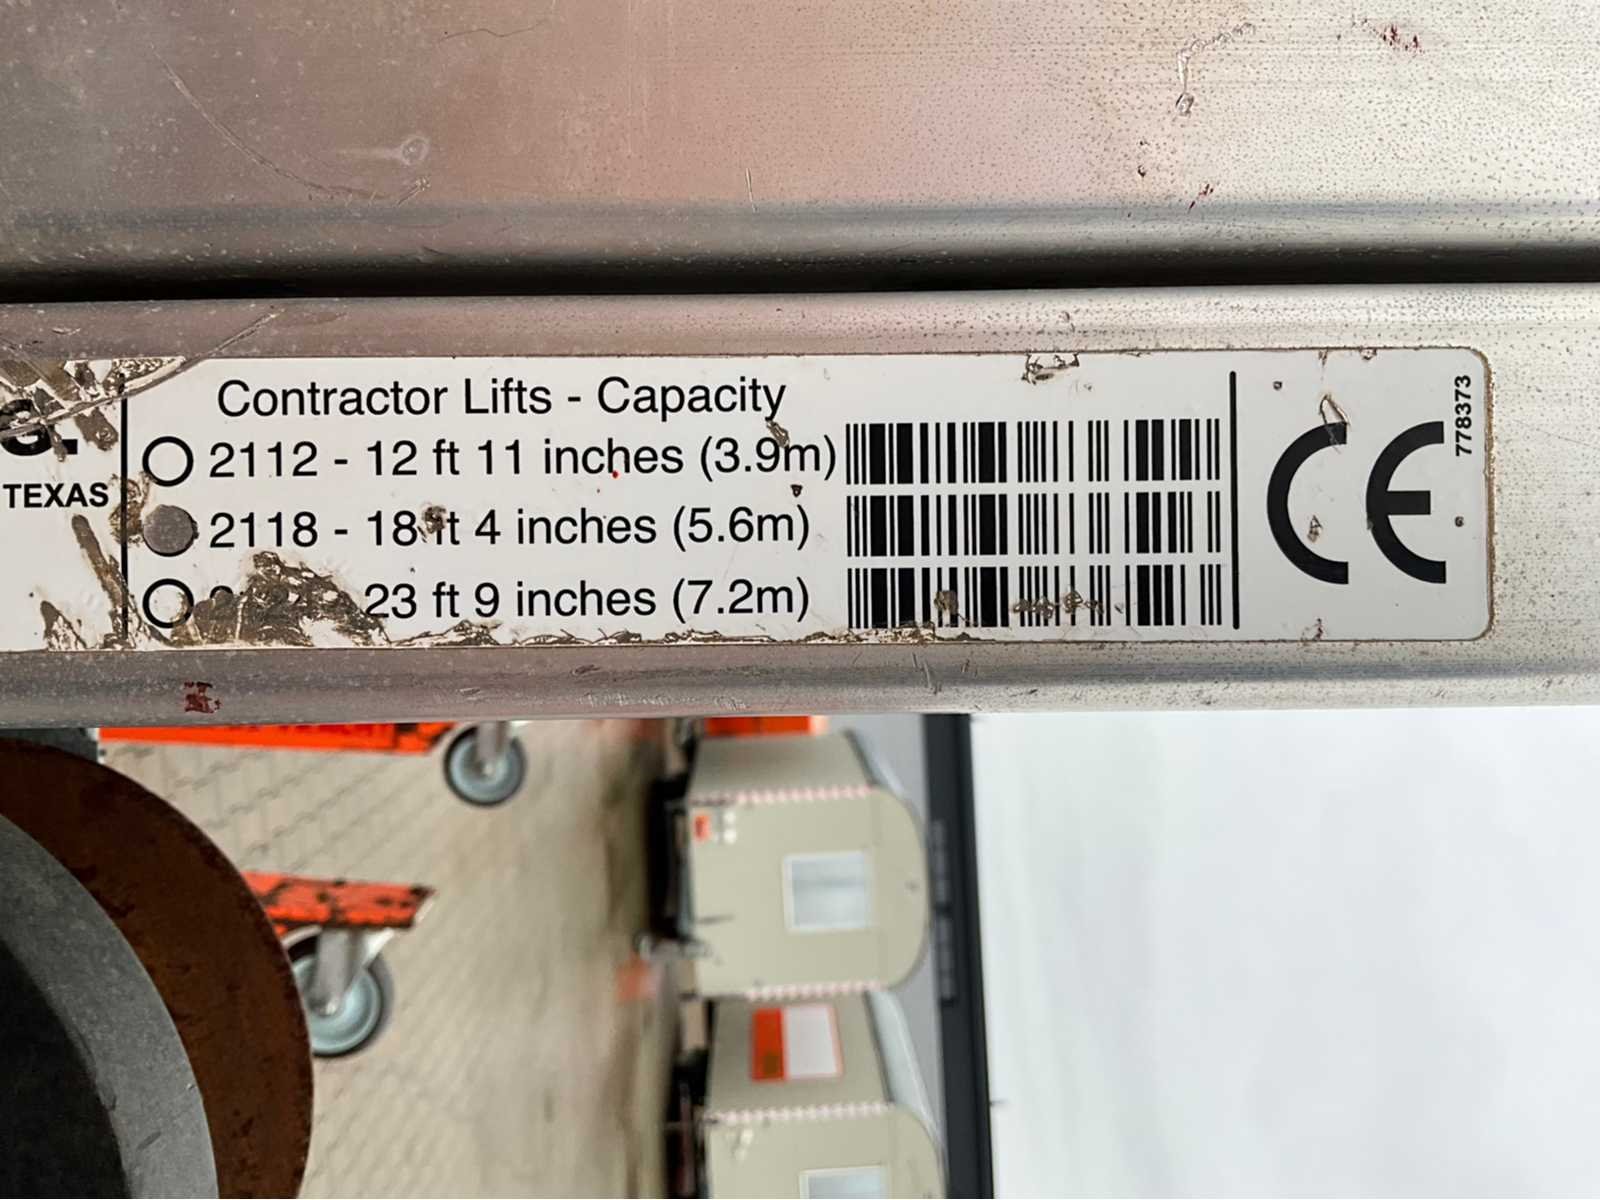 TEXAS
Contractor Lifts - Capacity
2112 - 12 ft 11 inches (3.9m)
2118 - 18 ft 4 inches (5.6m)
23 ft 9 inches (7.2m)
CE
778373